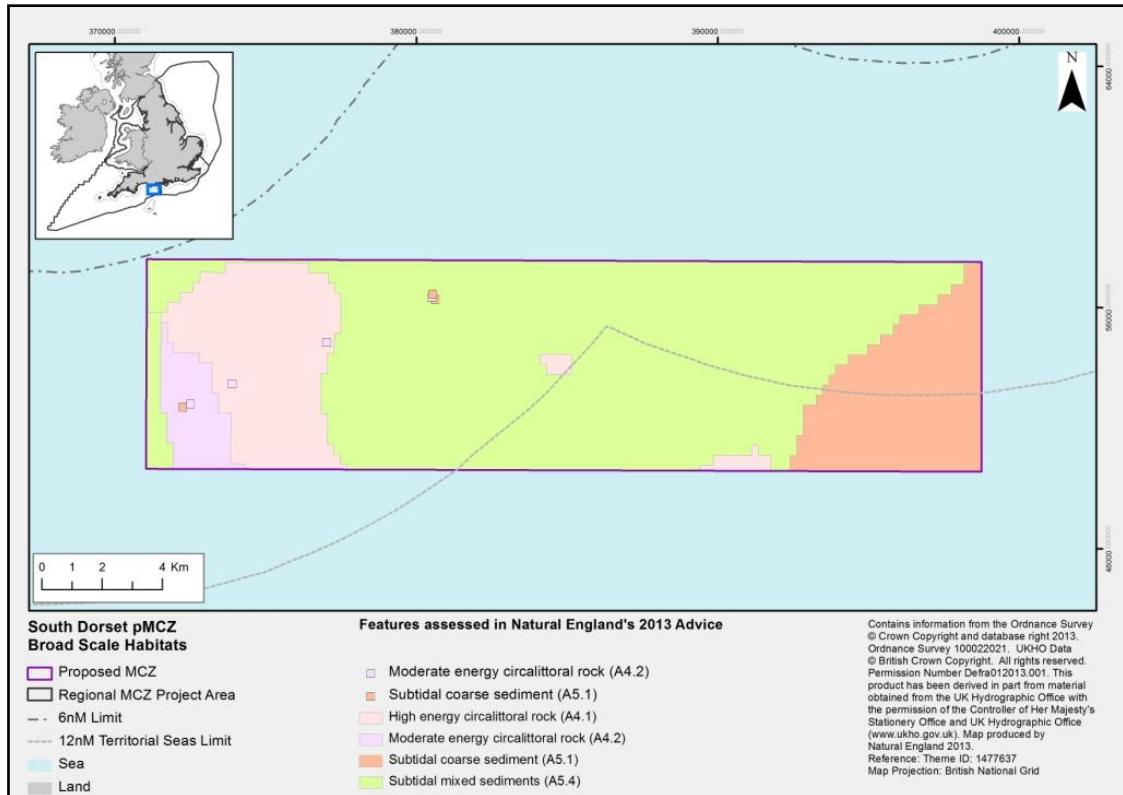 370000.000000
380000.000000
390000.000000
400000.000000
N
64000.000000
56000.000000
48000.000000
0 1 2 4 Km
South Dorset pMCZ
Broad Scale Habitats
Proposed MCZ
Regional MCZ Project Area
6nM Limit
12nM Territorial Seas Limit
Sea
Land
Features assessed in Natural England's 2013 Advice
Moderate energy circalittoral rock (A4.2)
Subtidal coarse sediment (A5.1)
High energy circalittoral rock (A4.1)
Moderate energy circalittoral rock (A4.2)
Subtidal coarse sediment (A5.1)
Subtidal mixed sediments (A5.4)
Contains information from the Ordnance Survey
© Crown Copyright and database right 2013.
Ordnance Survey 100022021. UKHO Data
© British Crown Copyright. All rights reserved.
Permission Number Defra012013.001. This
product has been derived in part from material
obtained from the UK Hydrographic Office with
the permission of the Controller of Her Majesty's
Stationery Office and UK Hydrographic Office
(www.ukho.gov.uk). Map produced by
Natural England 2013.
Reference: Theme ID: 1477637
Map Projection: British National Grid